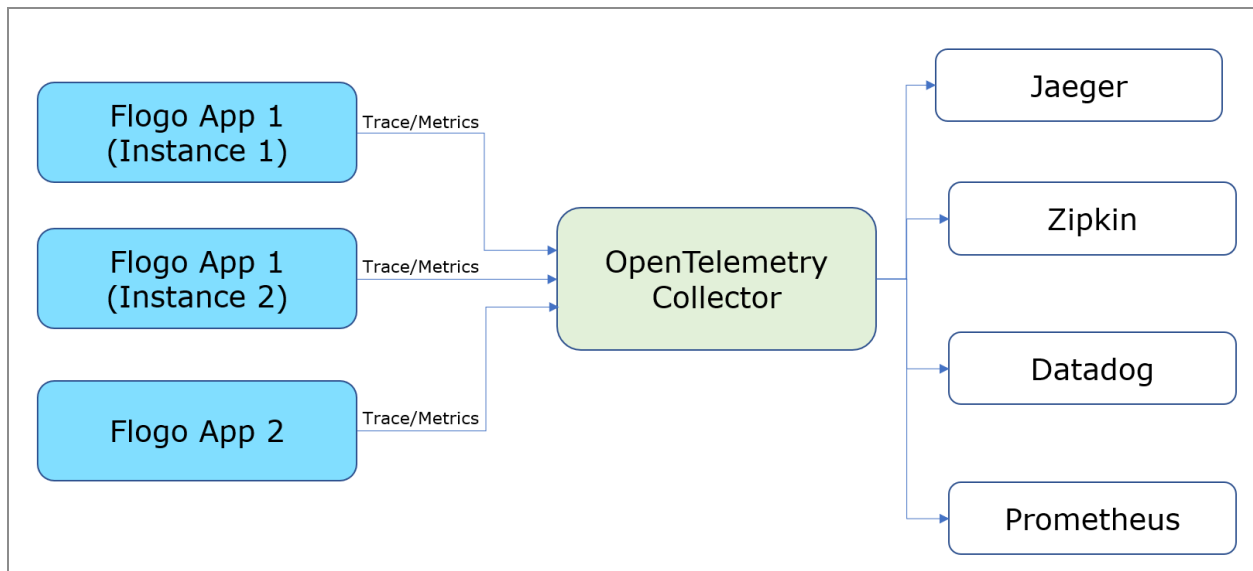 Flogo App 1
(Instance 1)
Trace/Metrics
Flogo App 1
(Instance 2)
Trace/Metrics
Flogo App 2
Trace/Metrics
OpenTelemetry
Collector
Jaeger
Zipkin
Datadog
Prometheus